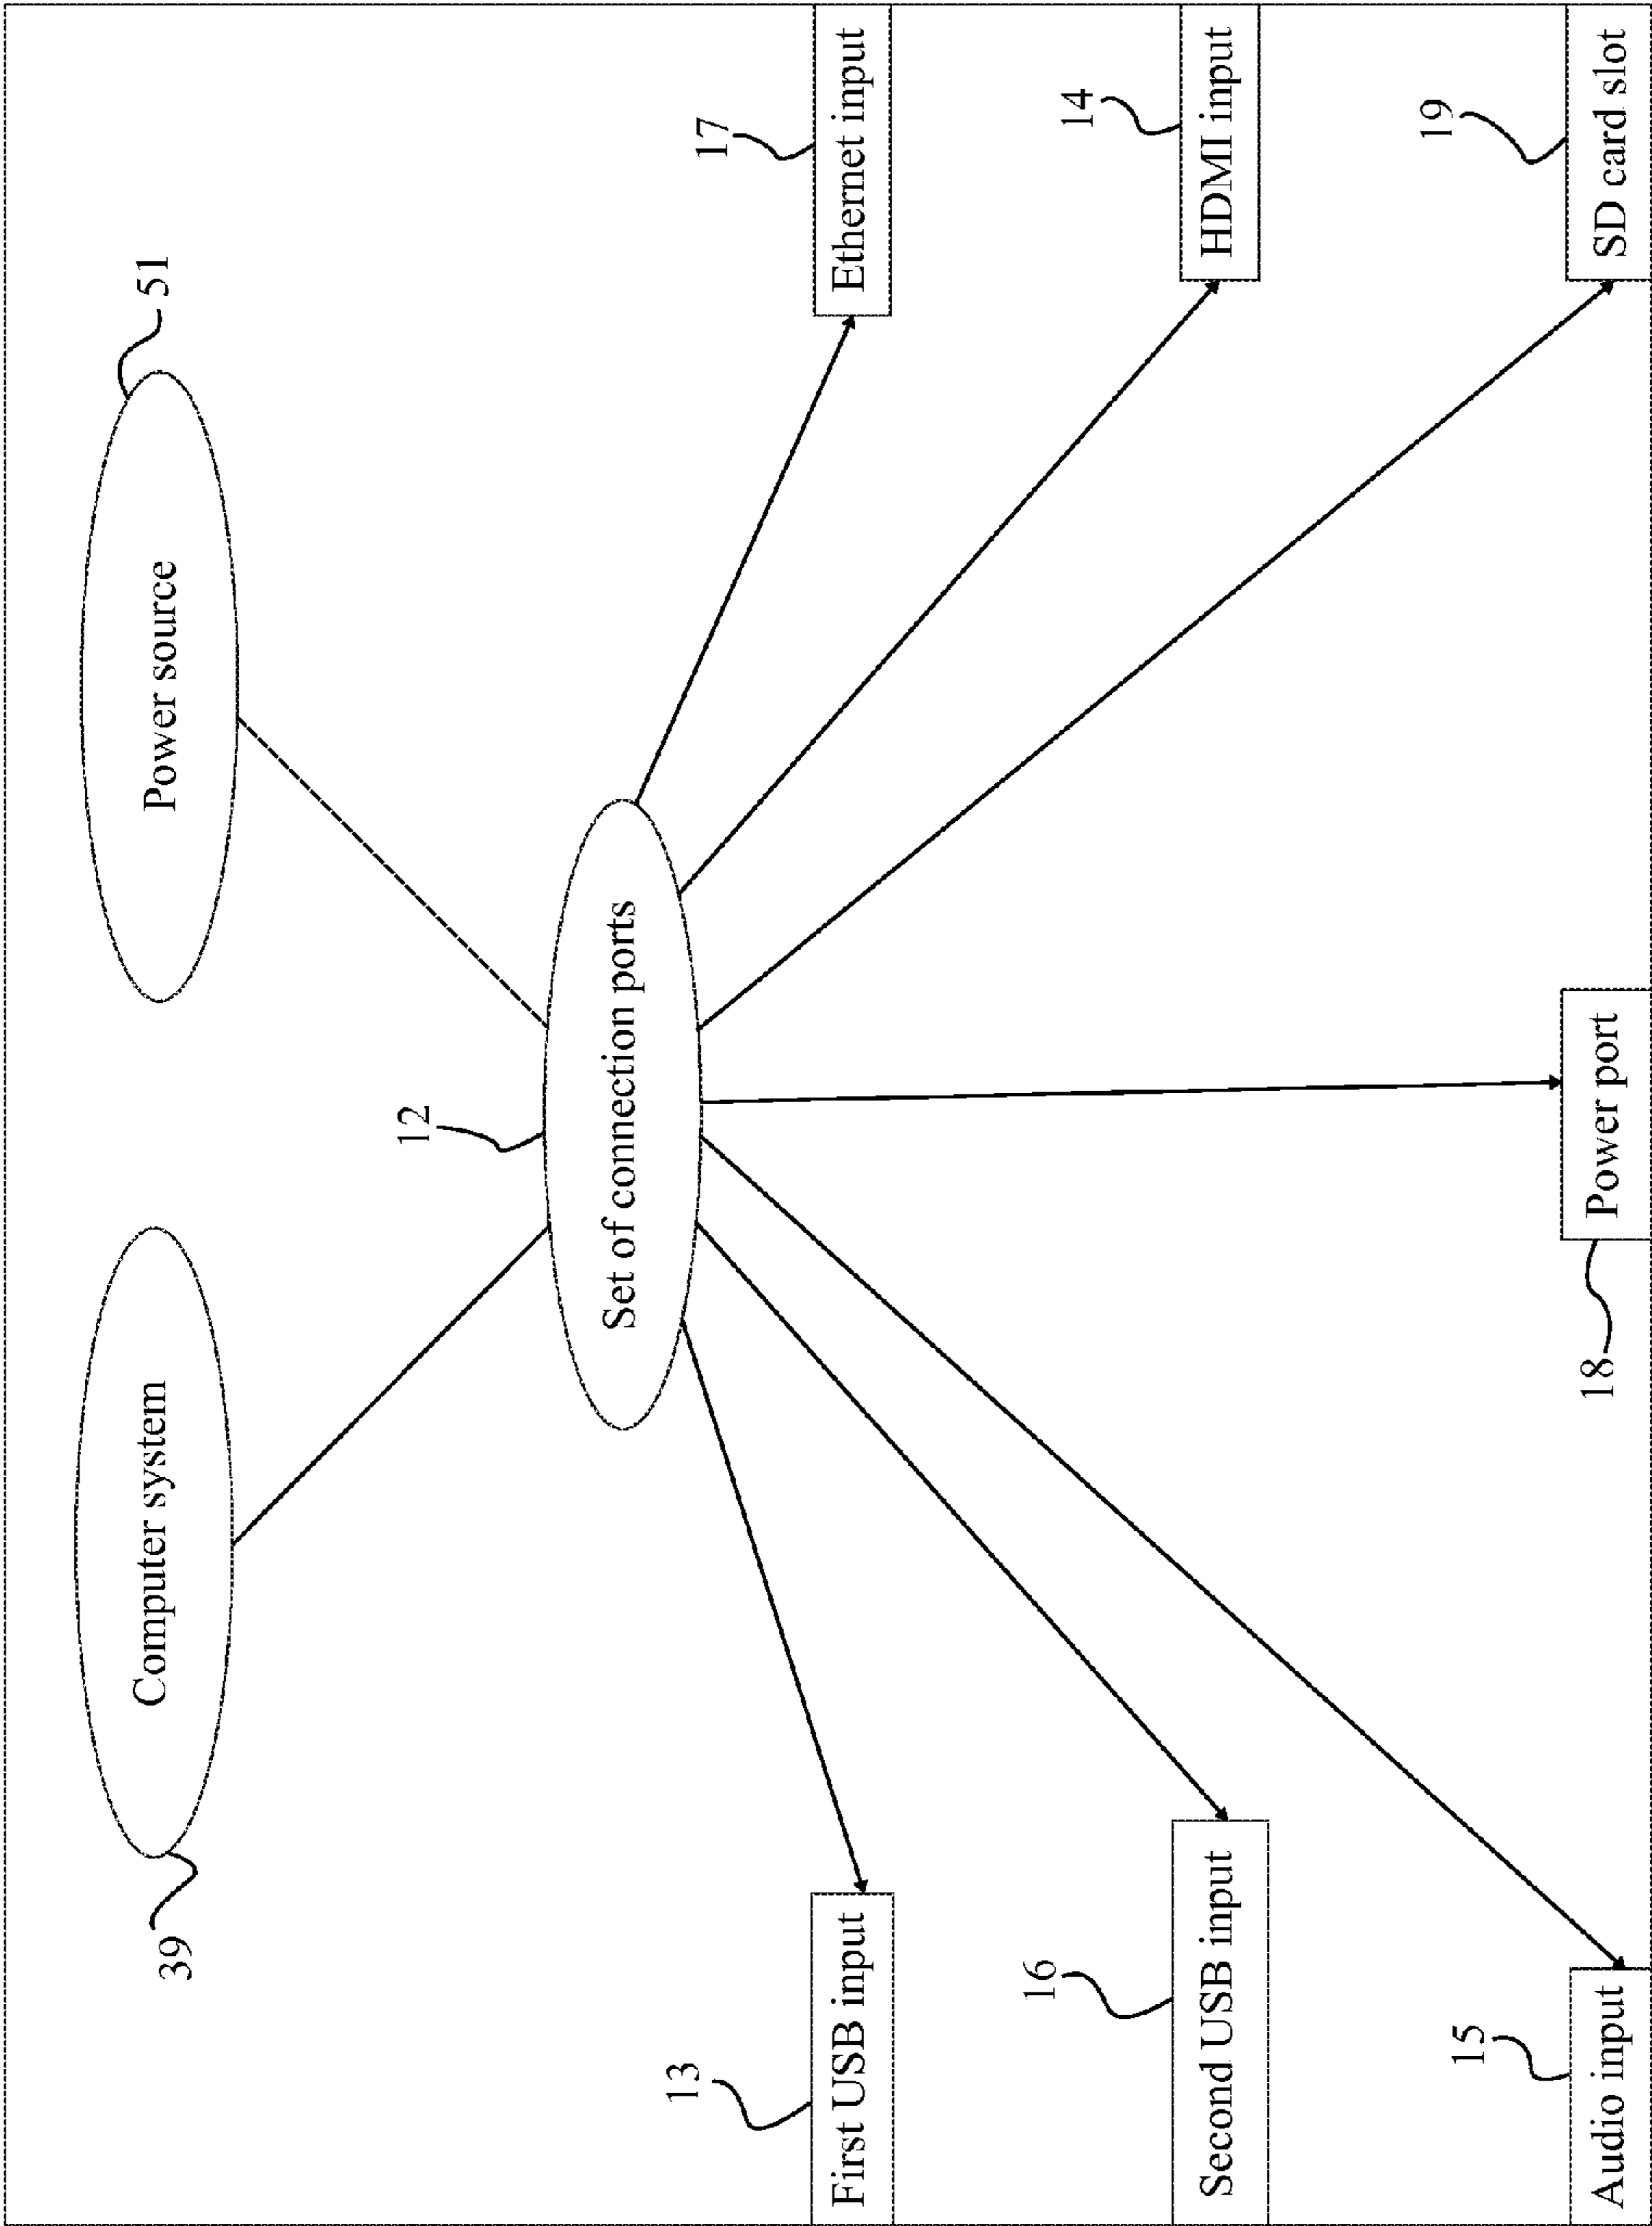 39
Computer system
Power source
51
12
Set of connection ports
13
First USB input
17
Ethernet input
16
Second USB input
14
HDMI input
15
Audio input
18
Power port
19
SD card slot